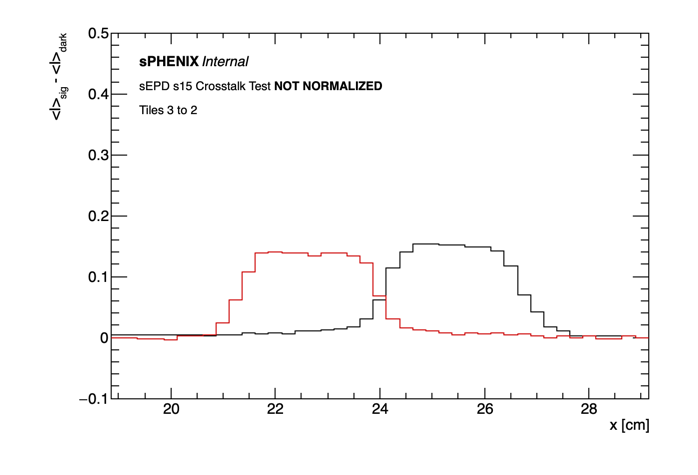 0.5
sPHENIX Internal
sEPD s15 Crosstalk Test NOT NORMALIZED
Tiles 3 to 2
<I>sig - <I>dark
0.4
0.3
0.2
0.1
0
−0.1
20 22 24 26 28
x [cm]